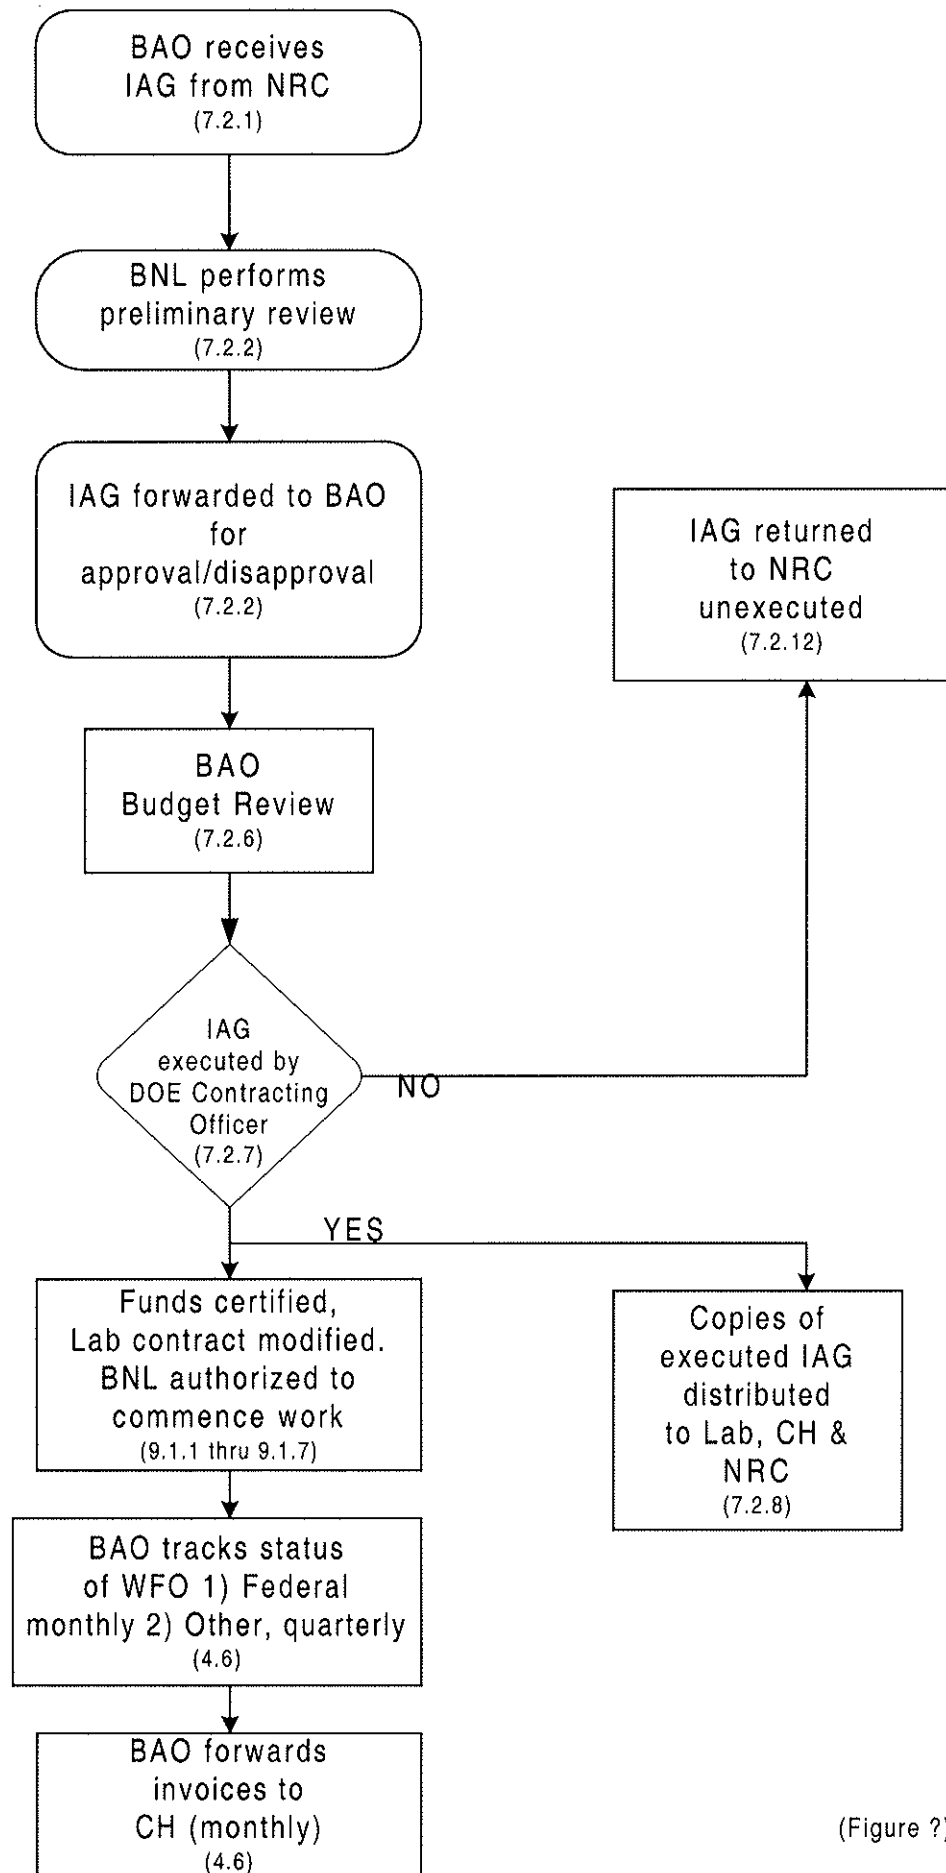 BAO receives
IAG from NRC
(7.2.1)
BNL performs
preliminary review
(7.2.2)
IAG forwarded to BAO
for
approval/disapproval
(7.2.2)
IAG returned
to NRC
unexecuted
(7.2.12)
BAO
Budget Review
(7.2.6)
IAG
executed by
DOE Contracting
Officer
(7.2.7)
NO
YES
Funds certified,
Lab contract modified.
BNL authorized to
commence work
(9.1.1 thru 9.1.7)
Copies of
executed IAG
distributed
to Lab, CH &
NRC
(7.2.8)
BAO tracks status
of WFO 1) Federal
monthly 2) Other, quarterly
(4.6)
BAO forwards
invoices to
CH (monthly)
(4.6)
(Figure ?)